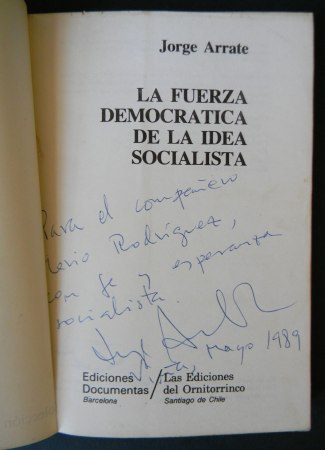 Jorge Arrate
LA FUERZA
DEMOCRATICA
DE LA IDEA
SOCIALISTA
Para el compañero
Rodríguez,
con fe y esperanza
socialista.
mayo 1989
Ediciones
Documentas
Barcelona
/ Las Ediciones
del Ornitorrinco
Santiago de Chile